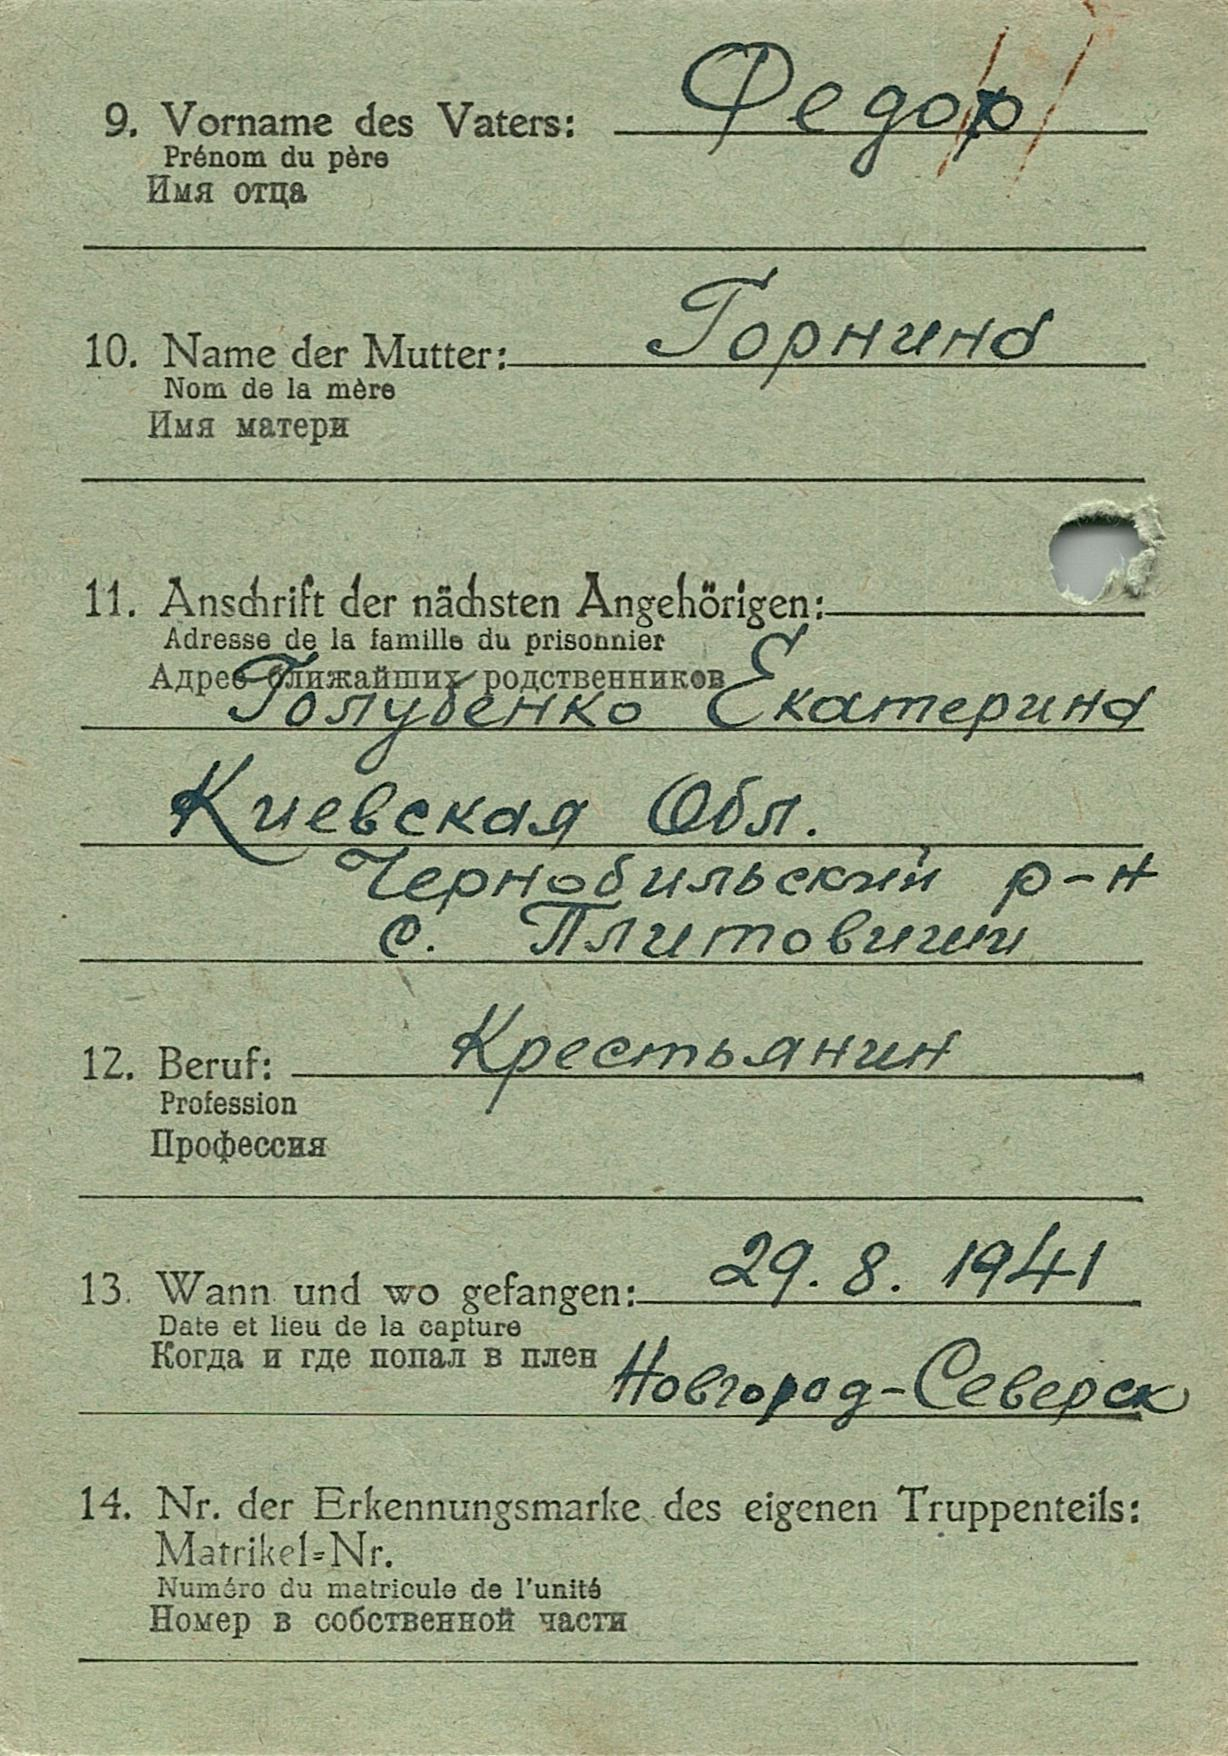 9. Vorname des Vaters: Федор
Prénom du père
Имя отца
10. Name der Mutter: Горнина
Nom de la mère
Имя матери
11. Anschrift der nächsten Angehörigen:
Adresse de la famille du prisonnier
Адрес ближайших родственников
Голубенко Екатерина
Киевская Обл.
Чернобильский р-н
с. Плитовищи
12. Beruf: Крестьянин
Profession
Профессия
13. Wann und wo gefangen: 29. 8. 1941
Date et lieu de la capture
Когда и где попал в плен Новгород-Северск
14. Nr. der Erkennungsmarke des eigenen Truppenteils:
Matrikel-Nr.
Numéro du matricule de l'unité
Номер в собственной части